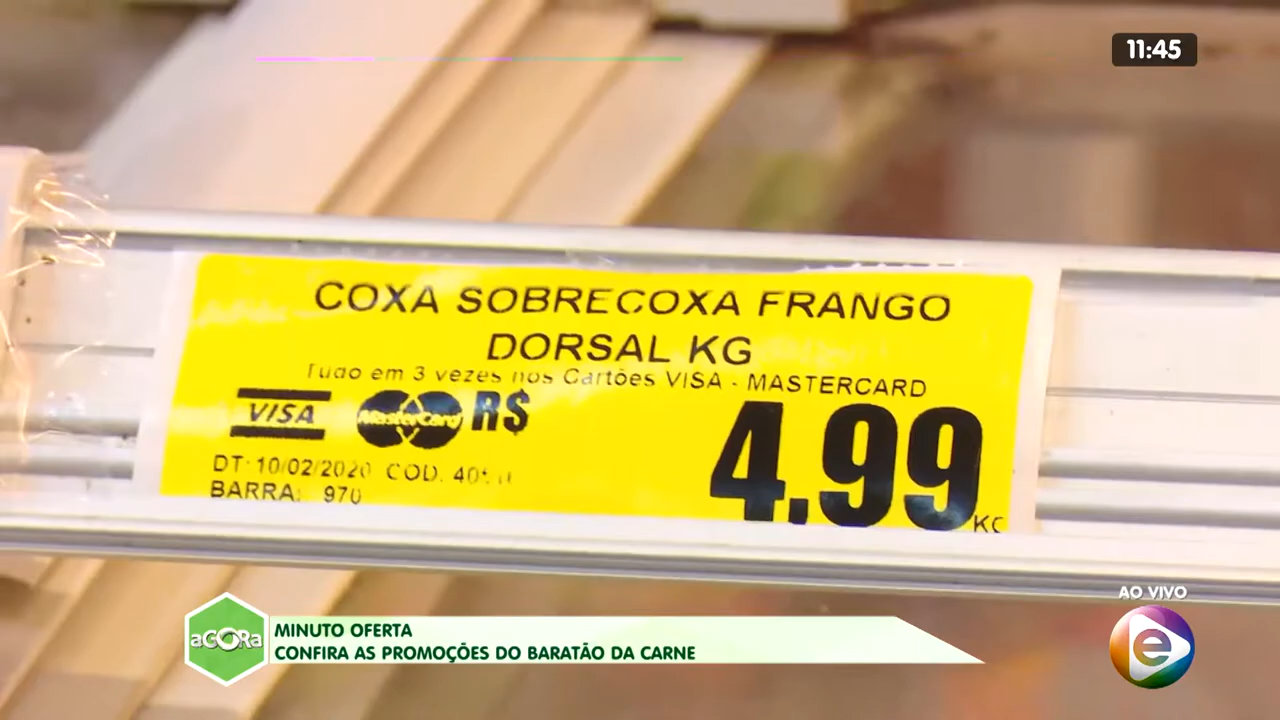 11:45
COXA SOBRECOXA FRANGO
DORSAL KG
Tudo em 3 vezes nos Cartões VISA - MASTERCARD
VISA MasterCard R$ 4.99 KG
DT: 10/02/2020 COD.
BARRA: 970
AO VIVO
e
aGORa
MINUTO OFERTA
CONFIRA AS PROMOÇÕES DO BARATÃO DA CARNE